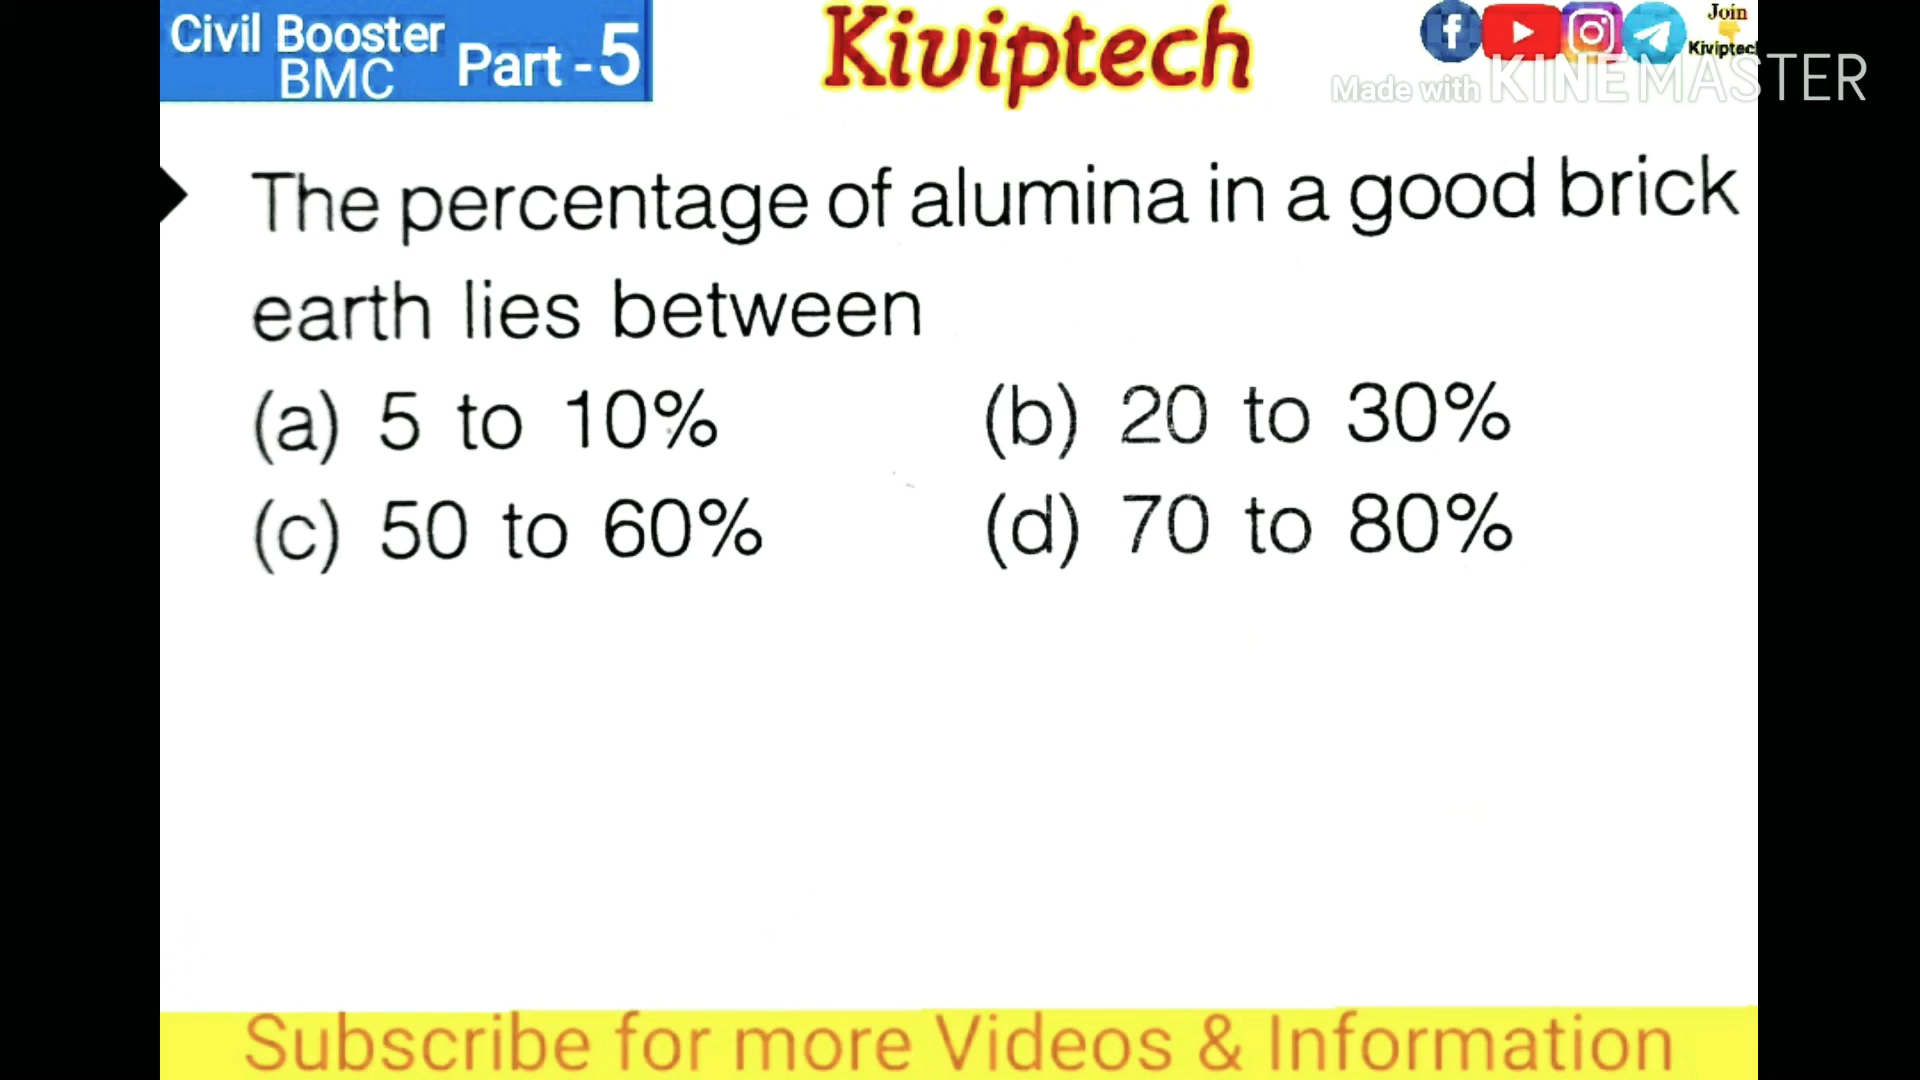 Civil Booster
BMC
Part - 5
Kiviptech
Join
Kiviptec
Made with KINEMASTER
The percentage of alumina in a good brick
earth lies between
(a) 5 to 10%
(b) 20 to 30%
(c) 50 to 60%
(d) 70 to 80%
Subscribe for more Videos & Information